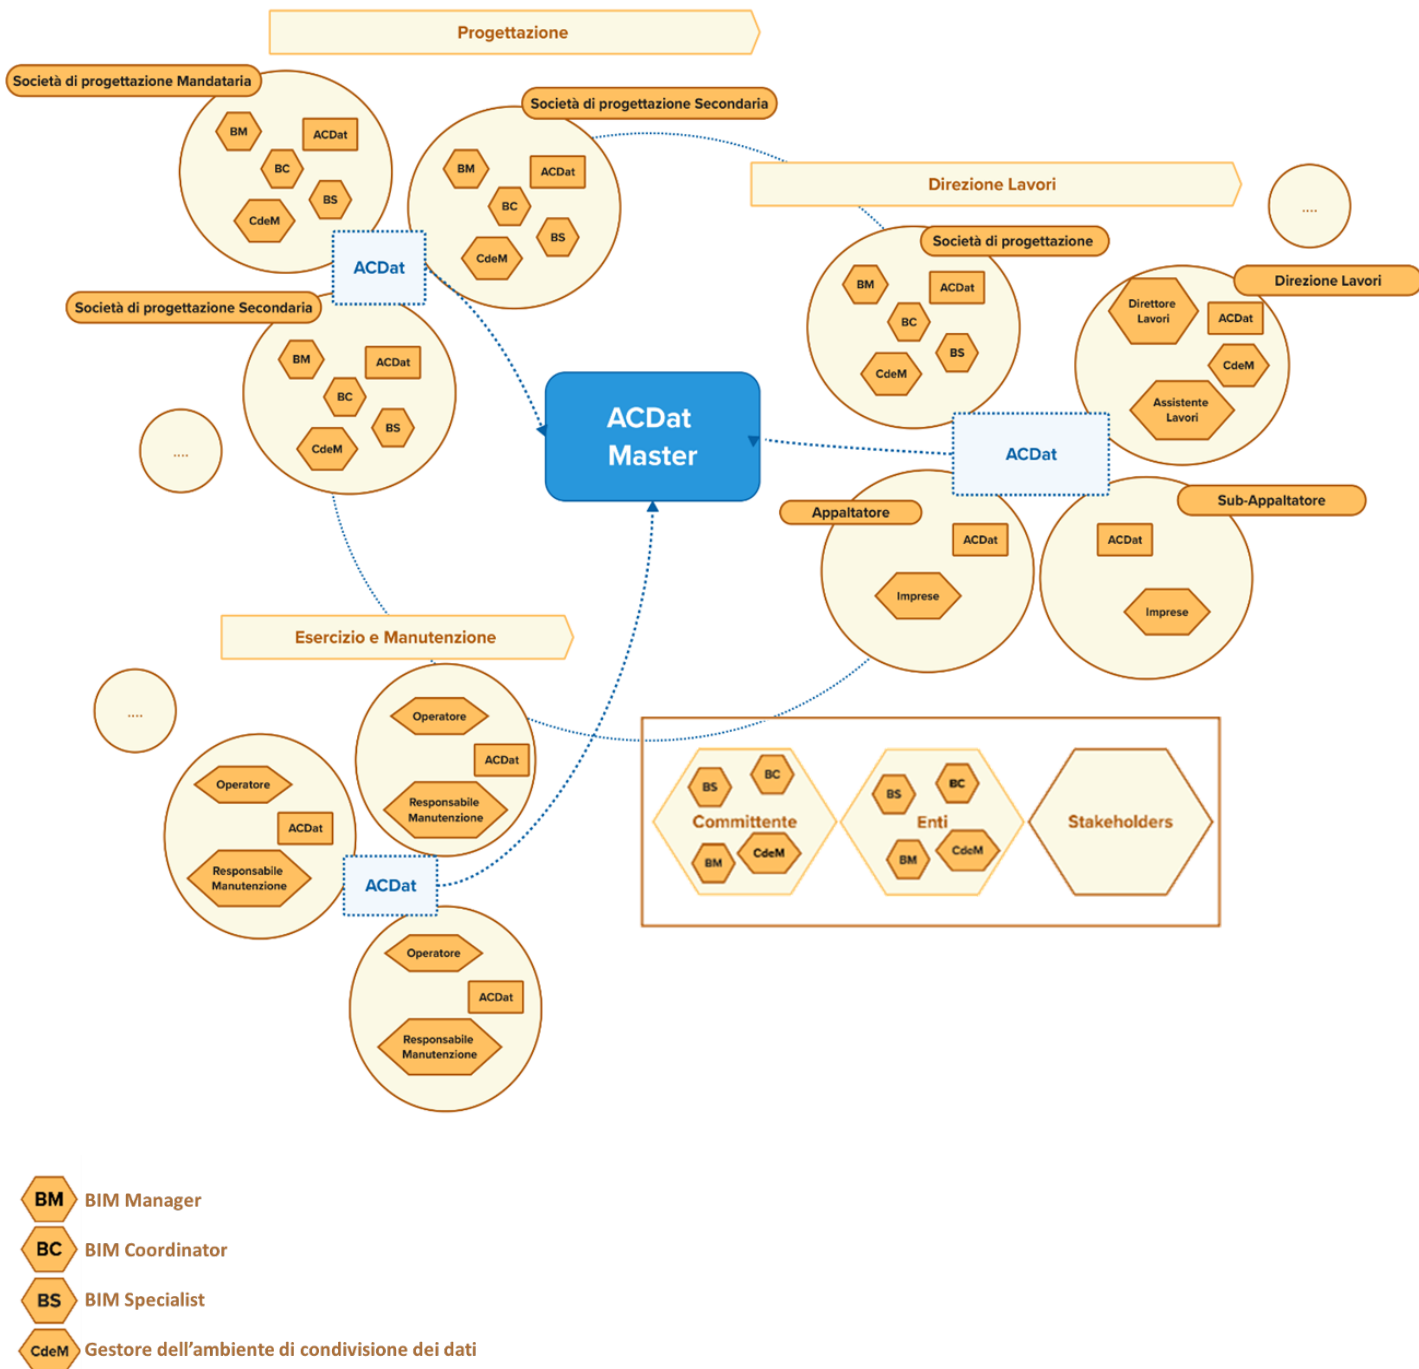 Progettazione
Società di progettazione Mandataria
BM
ACDat
BC
BS
CdeM
Società di progettazione Secondaria
BM
ACDat
BC
BS
CdeM
ACDat
Società di progettazione Secondaria
BM
ACDat
BC
BS
CdeM
....
Direzione Lavori
....
Società di progettazione
BM
ACDat
BC
BS
CdeM
Direzione Lavori
Direttore
Lavori
ACDat
CdeM
Assistente
Lavori
ACDat
Master
ACDat
Appaltatore
ACDat
Imprese
Sub-Appaltatore
ACDat
Imprese
Esercizio e Manutenzione
....
Operatore
ACDat
Responsabile
Manutenzione
Operatore
ACDat
Responsabile
Manutenzione
ACDat
Operatore
ACDat
Responsabile
Manutenzione
BS
BC
Committente
BM
CdeM
BS
BC
Enti
BM
CdeM
Stakeholders
BM BIM Manager
BC BIM Coordinator
BS BIM Specialist
CdeM Gestore dell'ambiente di condivisione dei dati